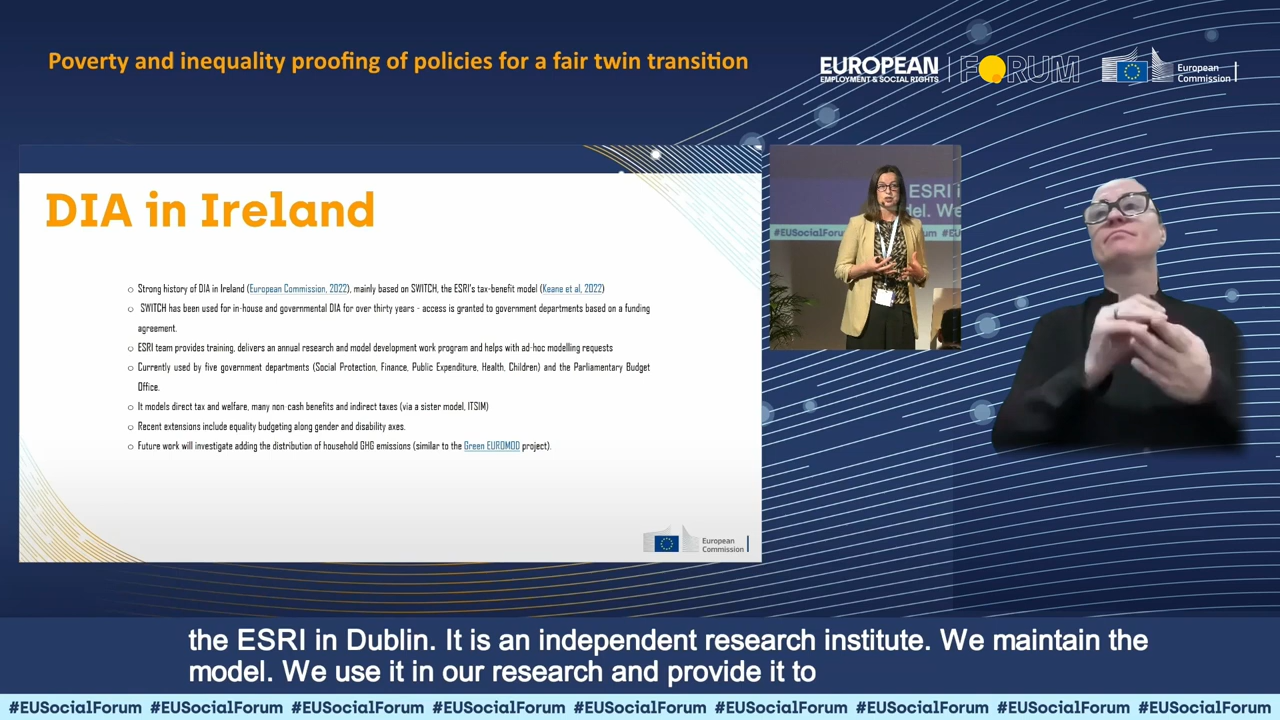 Poverty and inequality proofing of policies for a fair twin transition
EUROPEAN
EMPLOYMENT & SOCIAL RIGHTS
FORUM
European
Commission
DIA in Ireland
Strong history of DIA in Ireland (European Commission, 2022), mainly based on SWITCH, the ESRI's tax-benefit model (Keane et al, 2022)
SWITCH has been used for in-house and governmental DIA for over thirty years - access is granted to government departments based on a funding
agreement.
ESRI team provides training, delivers an annual research and model development work program and helps with ad-hoc modelling requests
Currently used by five government departments (Social Protection, Finance, Public Expenditure, Health, Children) and the Parliamentary Budget
Office.
It models direct tax and welfare, many non-cash benefits and indirect taxes (via a sister model, ITSIM)
Recent extensions include equality budgeting along gender and disability axes.
Future work will investigate adding the distribution of household GHG emissions (similar to the Green EUROMOD project).
European
Commission
ESRI i
del. We
#EUSocialForu
um #EU
the ESRI in Dublin. It is an independent research institute. We maintain the
model. We use it in our research and provide it to
#EUSocialForum #EUSocialForum #EUSocialForum #EUSocialForum #EUSocialForum #EUSocialForum #EUSocialForum #EUSocialForum #EUSocialForum